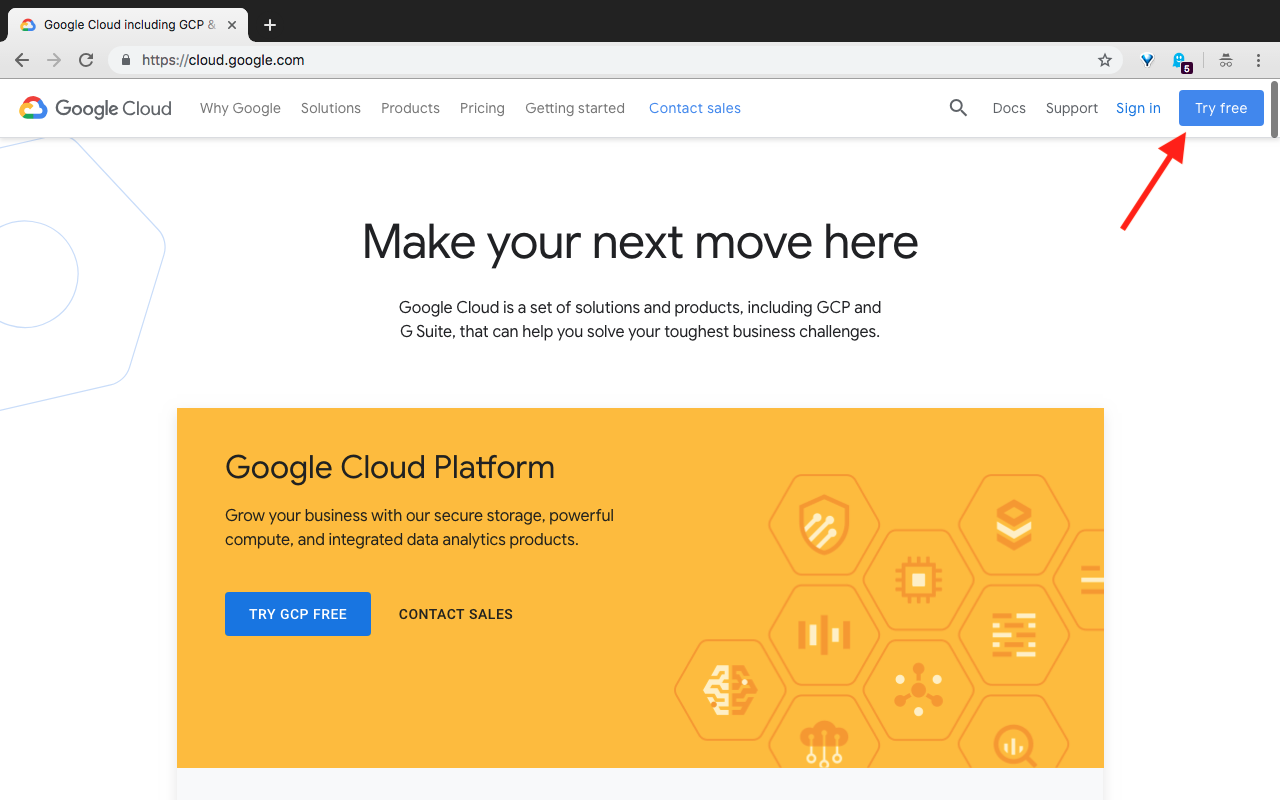 Google Cloud including GCP &
https://cloud.google.com
5
Google Cloud
Why Google
Solutions
Products
Pricing
Getting started
Contact sales
Docs
Support
Sign in
Try free
Make your next move here
Google Cloud is a set of solutions and products, including GCP and
G Suite, that can help you solve your toughest business challenges.
Google Cloud Platform
Grow your business with our secure storage, powerful
compute, and integrated data analytics products.
TRY GCP FREE
CONTACT SALES